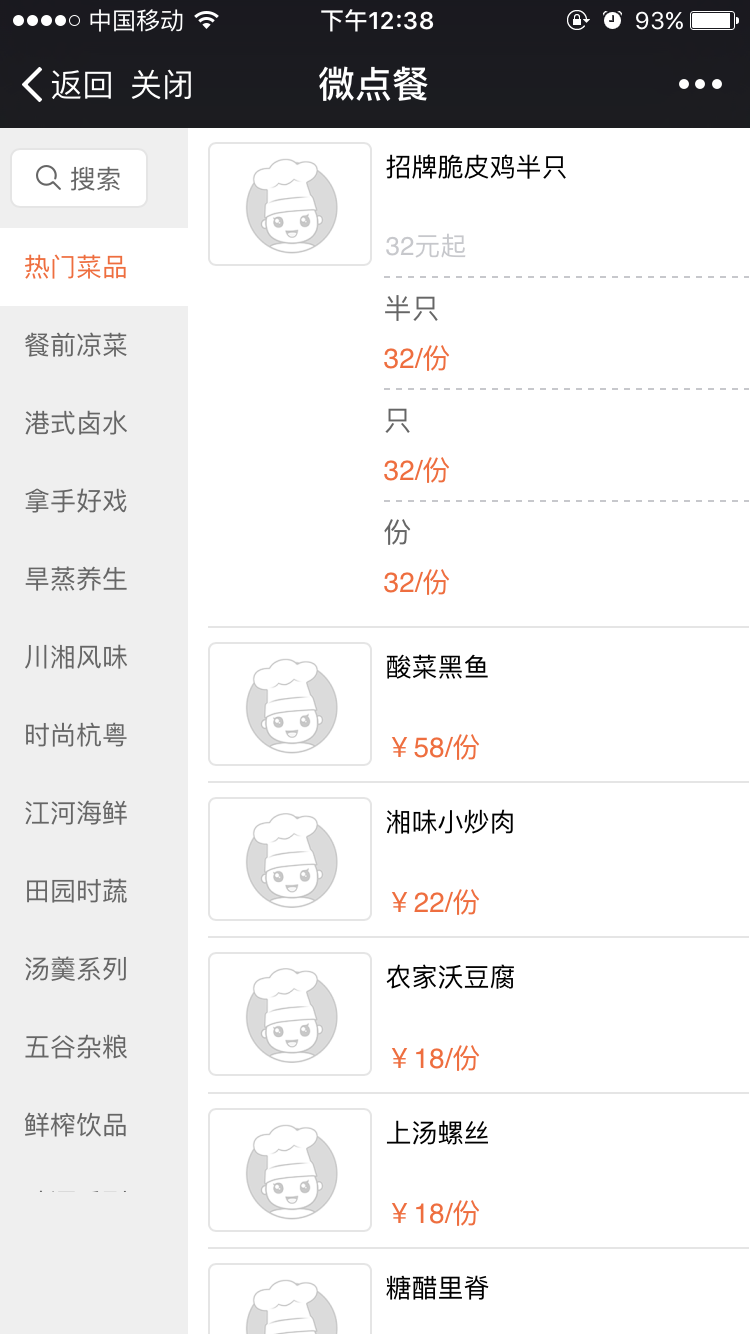 中国移动 下午12:38 93%
返回 关闭 微点餐
搜索
热门菜品
餐前凉菜
港式卤水
拿手好戏
旱蒸养生
川湘风味
时尚杭粤
江河海鲜
田园时蔬
汤羹系列
五谷杂粮
鲜榨饮品
招牌脆皮鸡半只
32元起
半只
32/份
只
32/份
份
32/份
酸菜黑鱼
￥58/份
湘味小炒肉
￥22/份
农家沃豆腐
￥18/份
上汤螺丝
￥18/份
糖醋里脊